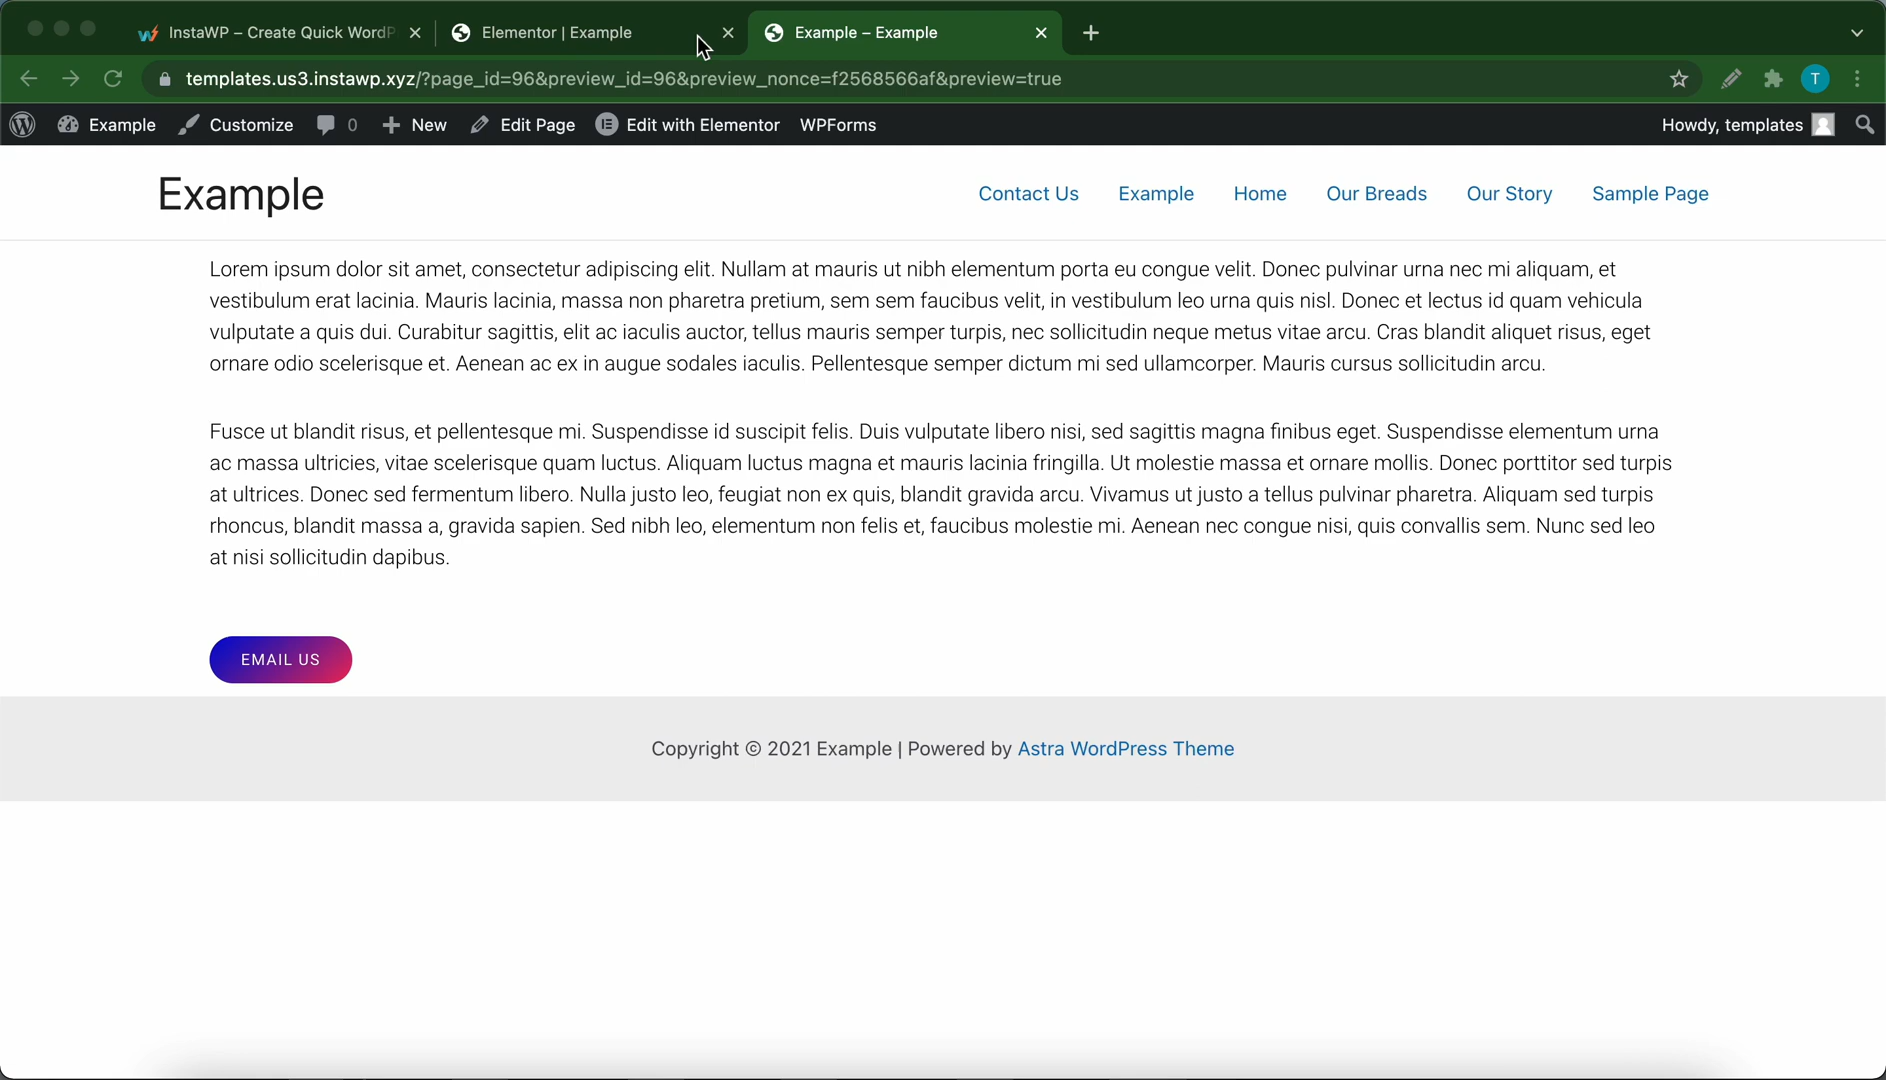 InstaWP – Create Quick WordP
Elementor | Example
Example – Example
templates.us3.instawp.xyz/?page_id=96&preview_id=96&preview_nonce=f2568566af&preview=true
T
Example
Customize
0
New
Edit Page
Edit with Elementor
WPForms
Howdy, templates
Example
Contact Us
Example
Home
Our Breads
Our Story
Sample Page
Lorem ipsum dolor sit amet, consectetur adipiscing elit. Nullam at mauris ut nibh elementum porta eu congue velit. Donec pulvinar urna nec mi aliquam, et
vestibulum erat lacinia. Mauris lacinia, massa non pharetra pretium, sem sem faucibus velit, in vestibulum leo urna quis nisl. Donec et lectus id quam vehicula
vulputate a quis dui. Curabitur sagittis, elit ac iaculis auctor, tellus mauris semper turpis, nec sollicitudin neque metus vitae arcu. Cras blandit aliquet risus, eget
ornare odio scelerisque et. Aenean ac ex in augue sodales iaculis. Pellentesque semper dictum mi sed ullamcorper. Mauris cursus sollicitudin arcu.
Fusce ut blandit risus, et pellentesque mi. Suspendisse id suscipit felis. Duis vulputate libero nisi, sed sagittis magna finibus eget. Suspendisse elementum urna
ac massa ultricies, vitae scelerisque quam luctus. Aliquam luctus magna et mauris lacinia fringilla. Ut molestie massa et ornare mollis. Donec porttitor sed turpis
at ultrices. Donec sed fermentum libero. Nulla justo leo, feugiat non ex quis, blandit gravida arcu. Vivamus ut justo a tellus pulvinar pharetra. Aliquam sed turpis
rhoncus, blandit massa a, gravida sapien. Sed nibh leo, elementum non felis et, faucibus molestie mi. Aenean nec congue nisi, quis convallis sem. Nunc sed leo
at nisi sollicitudin dapibus.
EMAIL US
Copyright © 2021 Example | Powered by Astra WordPress Theme